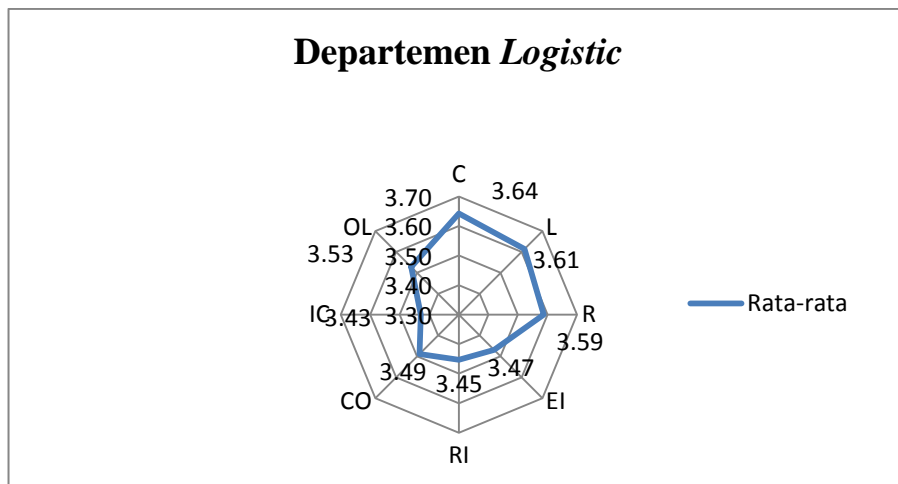 Departemen Logistic
C
3.70
3.64
3.60
OL
L
3.53
3.50
3.61
3.40
IC
3.43
3.30
R
3.59
3.49
3.45
3.47
CO
EI
RI
Rata-rata